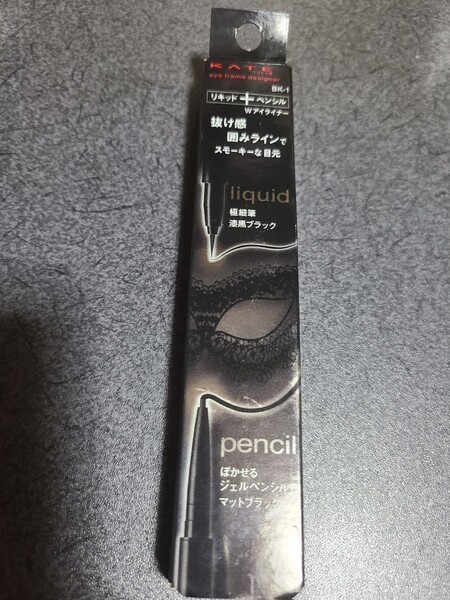 KATE
TOKYO
eye frame designer
BK-1
リキッド+ペンシル
Wアイライナー
抜け感
囲みラインで
スモーキーな目元
liquid
極細筆
漆黒ブラック
pencil
ぼかせる
ジェルペンシル
マットブラック